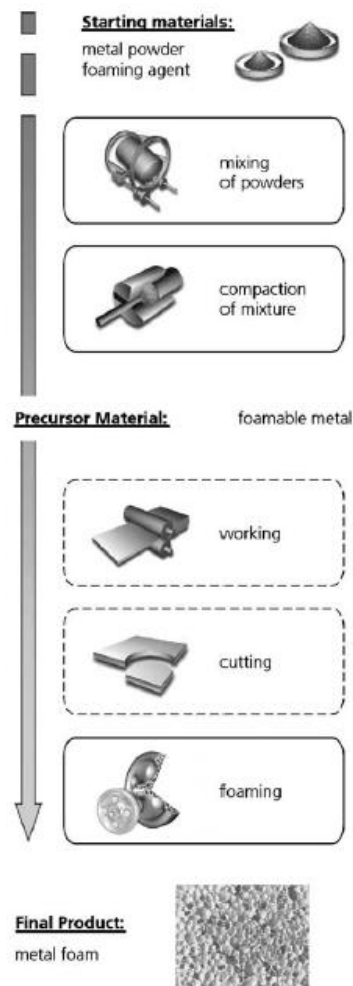 Starting materials:
metal powder
foaming agent
mixing
of powders
compaction
of mixture
Precursor Material: foamable metal
working
cutting
foaming
Final Product:
metal foam